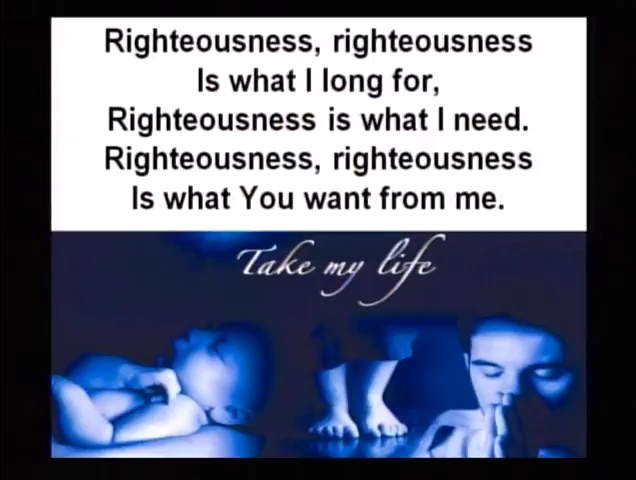 Righteousness, righteousness
Is what I long for,
Righteousness is what I need.
Righteousness, righteousness
Is what You want from me.
Take my life